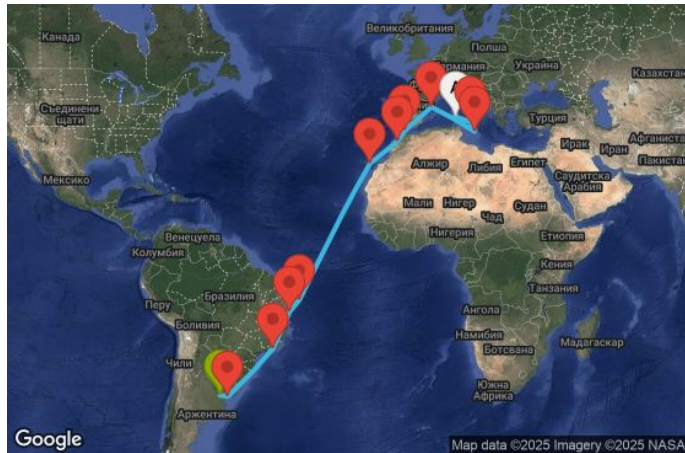 Канада
Великобритания
Полша
Германия
Украйна
Казахстан
Съединени
щати
Турция
Ирак
Иран
Афганистан
Пакистан
Алжир
Либия
Египет
Саудитска
Арабия
Мексико
Мали
Нигер
Чад
Судан
Нигерия
Етиопия
Венецуела
Колумбия
Кения
Танзания
Перу
Бразилия
Боливия
Ангола
Намибия
Ботсвана
Мадагаскар
Чили
Южна
Африка
Аржентина
Google
Map data ©2025 Imagery ©2025 NASA